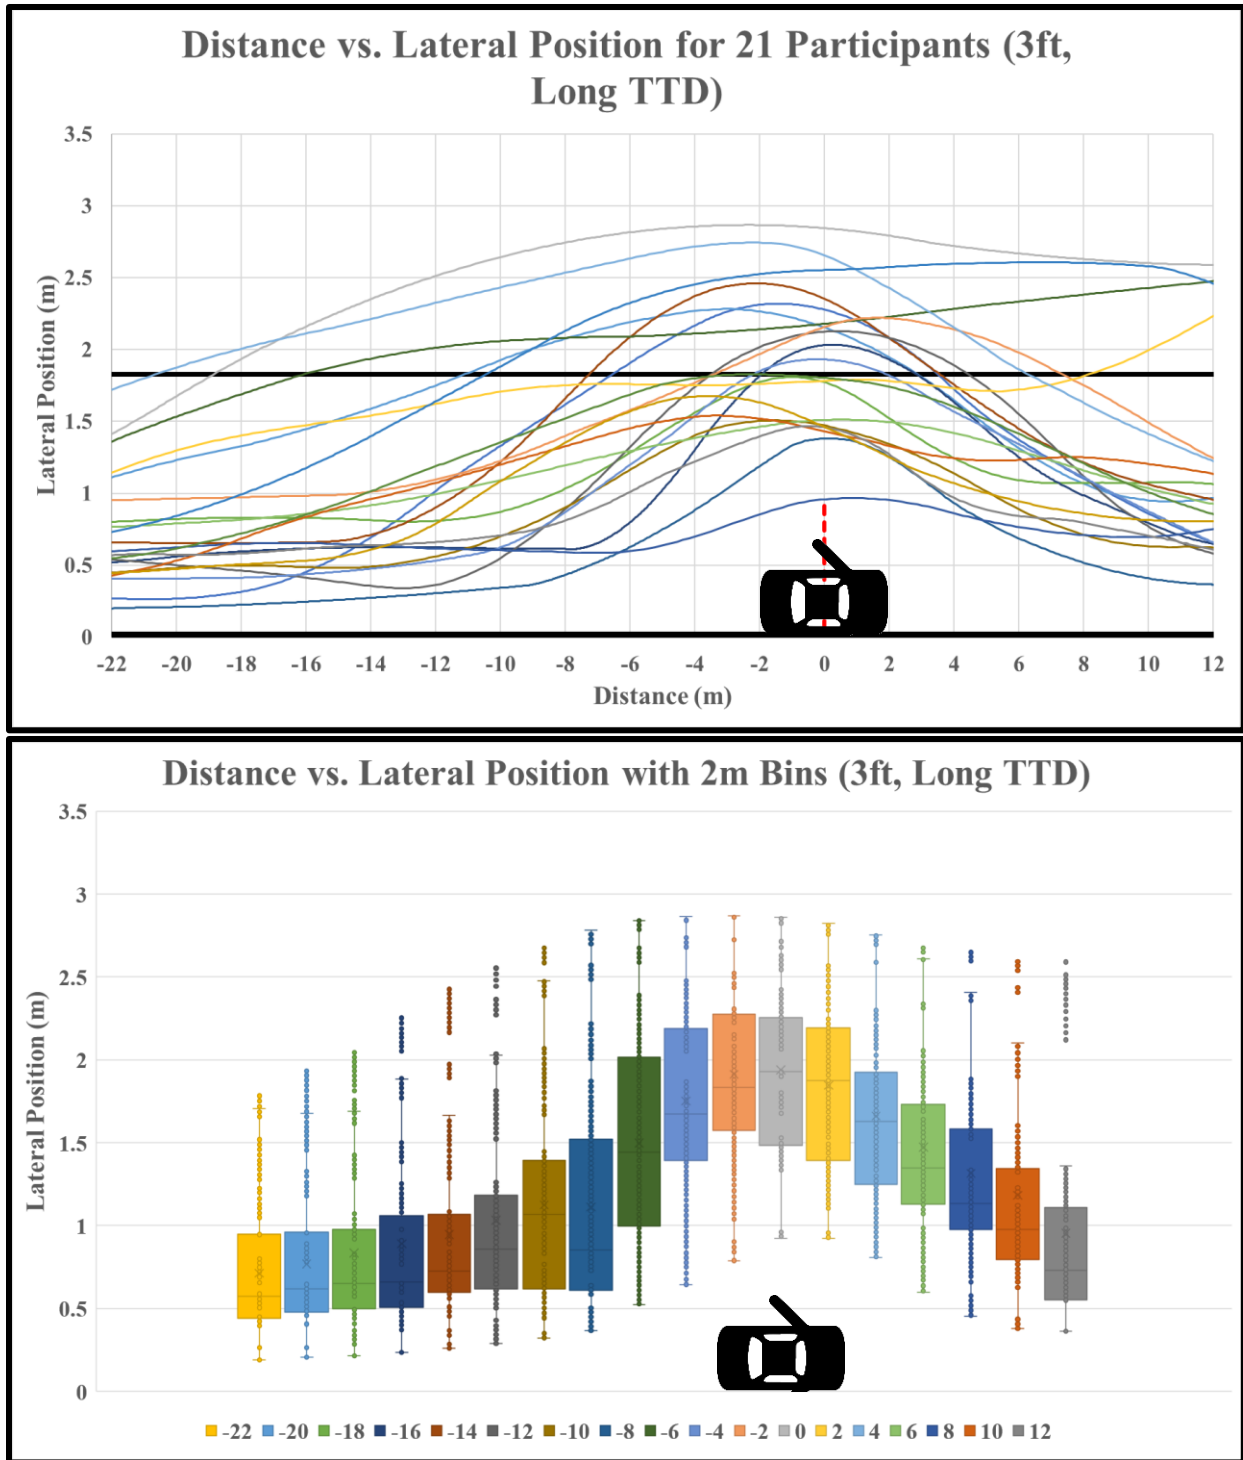 Distance vs. Lateral Position for 21 Participants (3ft,
Long TTD)
3.5
3
2.5
2
1.5
1
0.5
0
Lateral Position (m)
-22 -20 -18 -16 -14 -12 -10 -8 -6 -4 -2 0 2 4 6 8 10 12
Distance (m)
Distance vs. Lateral Position with 2m Bins (3ft, Long TTD)
3.5
3
2.5
2
1.5
1
0.5
0
Lateral Position (m)
-22 -20 -18 -16 -14 -12 -10 -8 -6 -4 -2 0 2 4 6 8 10 12